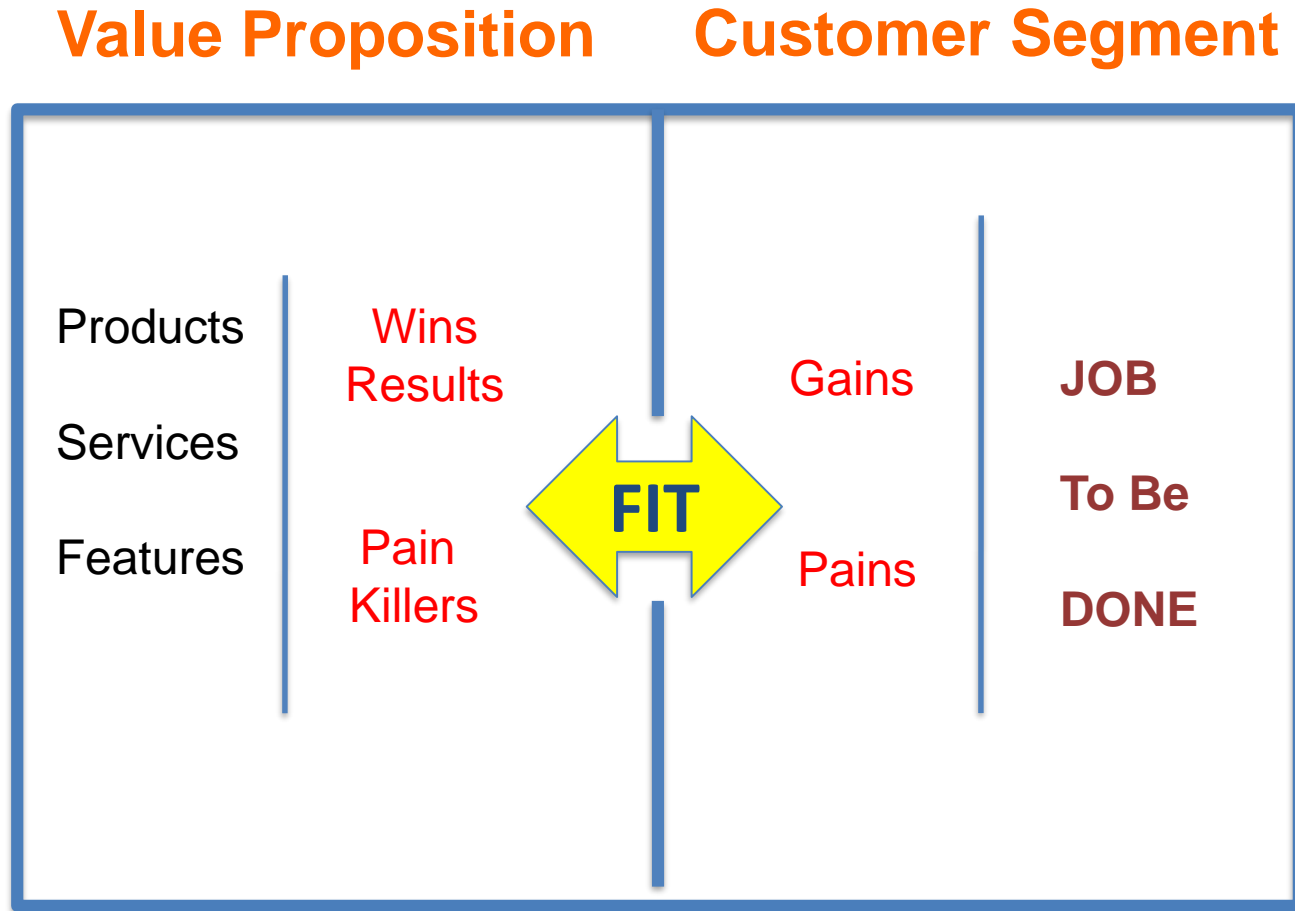 Value Proposition
Customer Segment
Products
Services
Features
Wins
Results
Pain
Killers
FIT
Gains
Pains
JOB
To Be
DONE